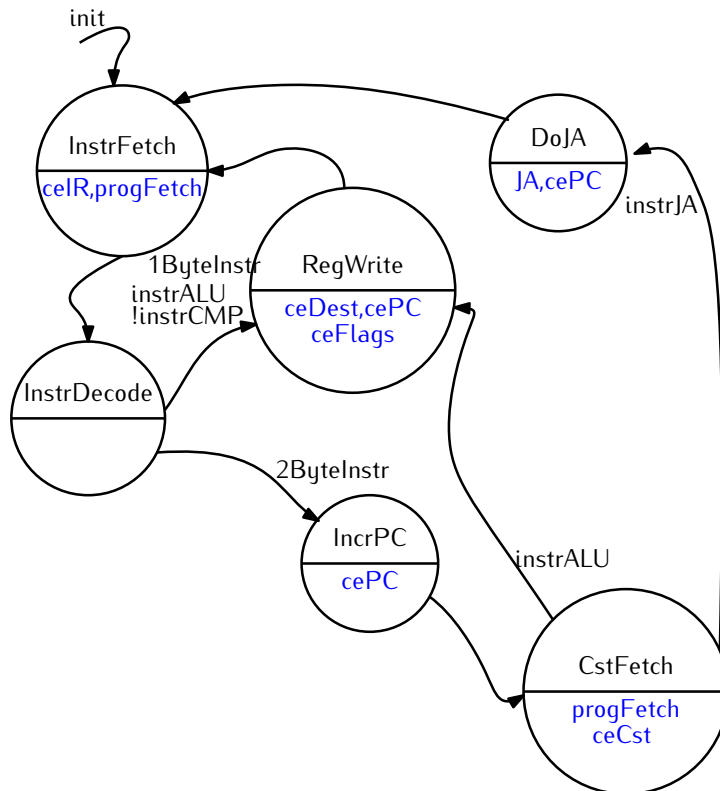 init
InstrFetch
ceIR,progFetch
DoJA
JA,cePC
instrJA
1ByteInstr
instrALU
!instrCMP
RegWrite
ceDest,cePC
ceFlags
InstrDecode
2ByteInstr
IncrPC
cePC
instrALU
CstFetch
progFetch
ceCst